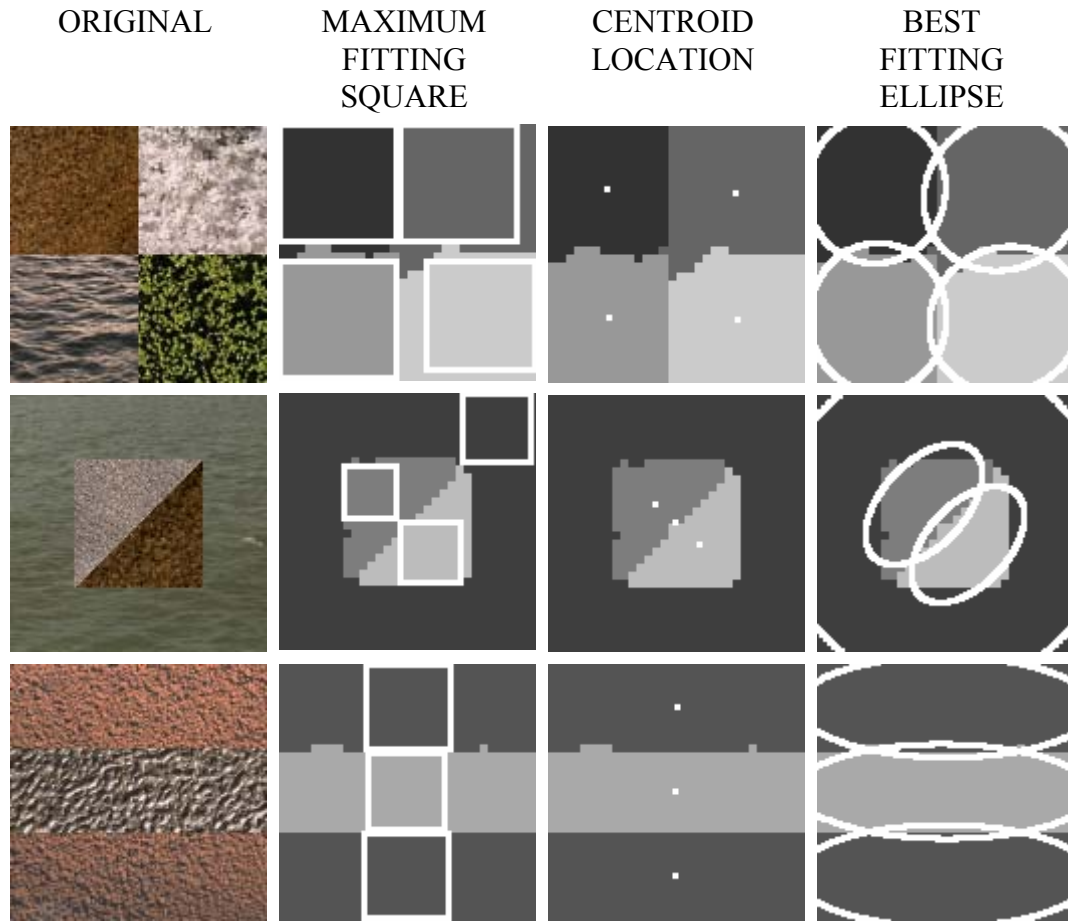 ORIGINAL
MAXIMUM
FITTING
SQUARE
CENTROID
LOCATION
BEST
FITTING
ELLIPSE